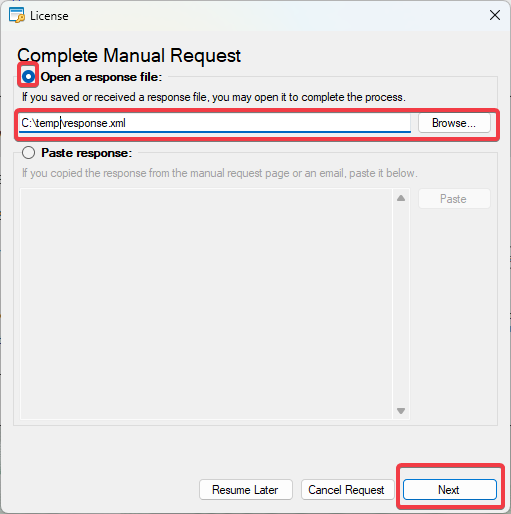 License
Complete Manual Request
Open a response file:
If you saved or received a response file, you may open it to complete the process.
C:\temp\response.xml
Browse...
Paste response:
If you copied the response from the manual request page or an email, paste it below.
Paste
Resume Later
Cancel Request
Next